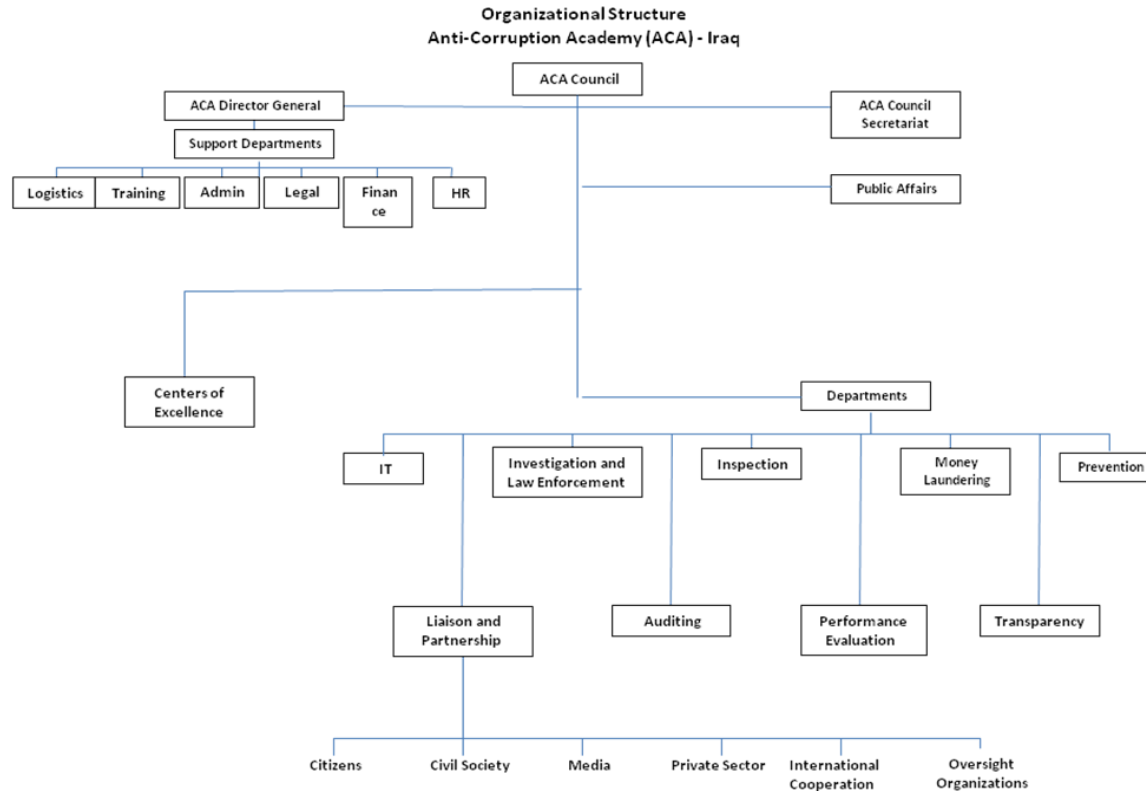 Organizational Structure
Anti-Corruption Academy (ACA) - Iraq
ACA Council
ACA Director General
ACA Council
Secretariat
Support Departments
Logistics
Training
Admin
Legal
Finan
ce
HR
Public Affairs
Centers of
Excellence
Departments
IT
Investigation and
Law Enforcement
Inspection
Money
Laundering
Prevention
Liaison and
Partnership
Auditing
Performance
Evaluation
Transparency
Citizens
Civil Society
Media
Private Sector
International
Cooperation
Oversight
Organizations